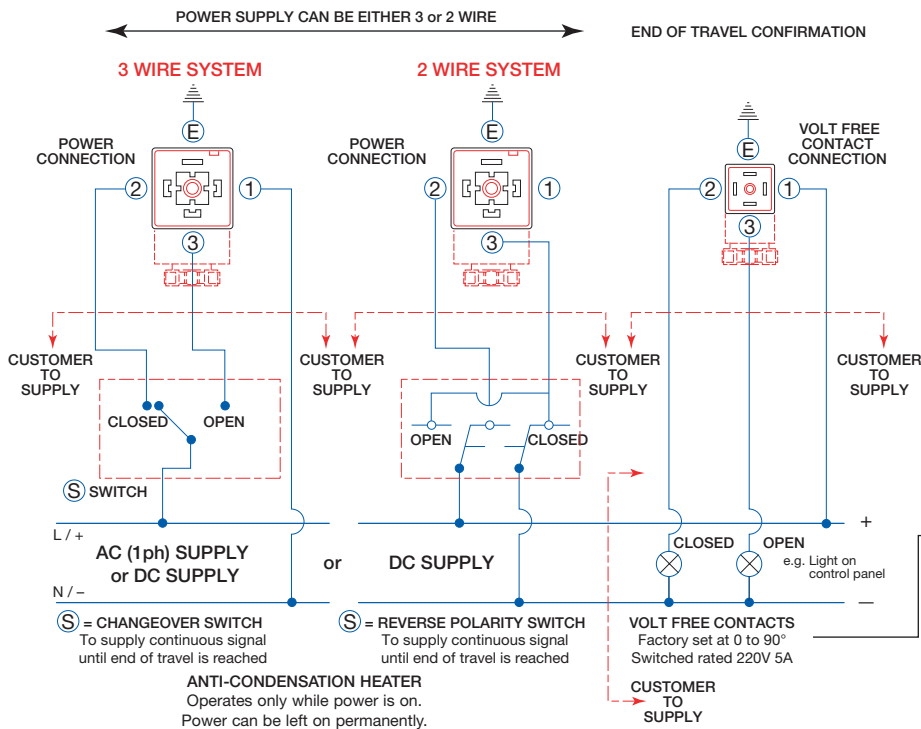 POWER SUPPLY CAN BE EITHER 3 or 2 WIRE
END OF TRAVEL CONFIRMATION
3 WIRE SYSTEM
2 WIRE SYSTEM
E
POWER
CONNECTION
2
1
3
E
POWER
CONNECTION
2
1
3
E
VOLT FREE
CONTACT
CONNECTION
2
1
3
CUSTOMER
TO
SUPPLY
CUSTOMER
TO
SUPPLY
CUSTOMER
TO
SUPPLY
CUSTOMER
TO
SUPPLY
CLOSED
OPEN
OPEN
CLOSED
S SWITCH
L / +
+
AC (1ph) SUPPLY
or DC SUPPLY
or
DC SUPPLY
CLOSED
OPEN
e.g. Light on
control panel
N / –
–
S = CHANGEOVER SWITCH
To supply continuous signal
until end of travel is reached
S = REVERSE POLARITY SWITCH
To supply continuous signal
until end of travel is reached
VOLT FREE CONTACTS
Factory set at 0 to 90°
Switched rated 220V 5A
ANTI-CONDENSATION HEATER
Operates only while power is on.
Power can be left on permanently.
CUSTOMER
TO
SUPPLY